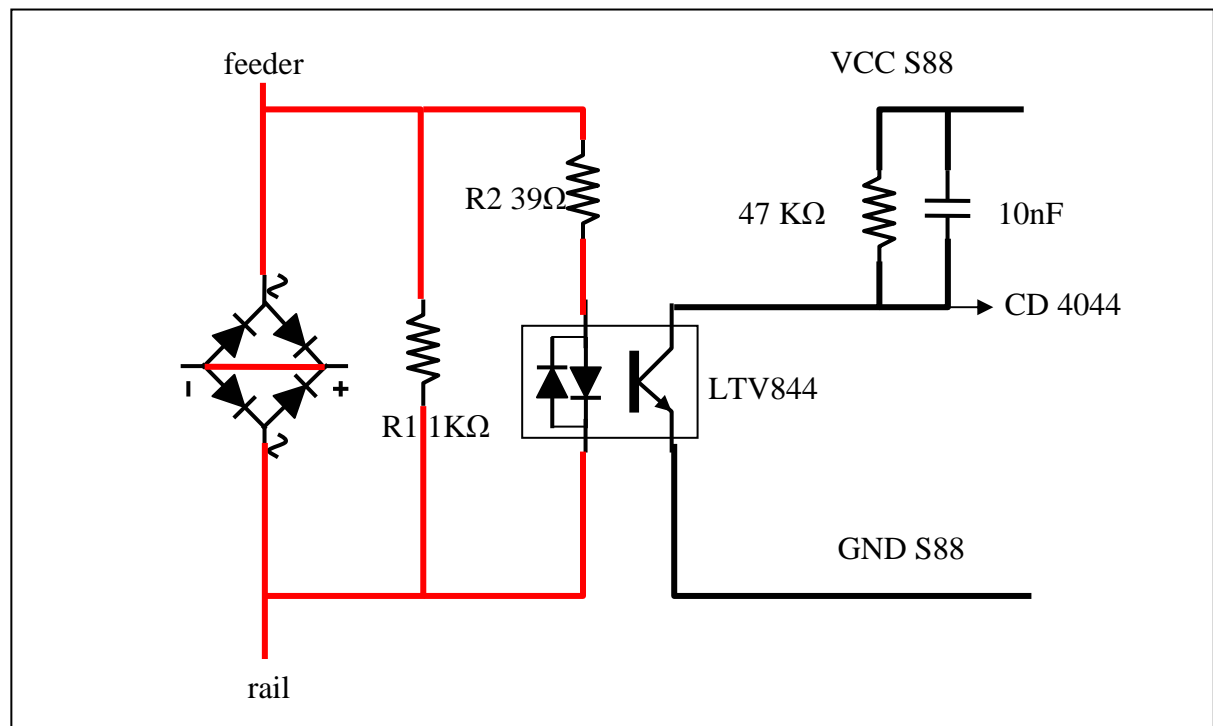 feeder
VCC S88
R2 39Ω
47 KΩ
10nF
CD 4044
- +
LTV844
R1 1KΩ
GND S88
rail